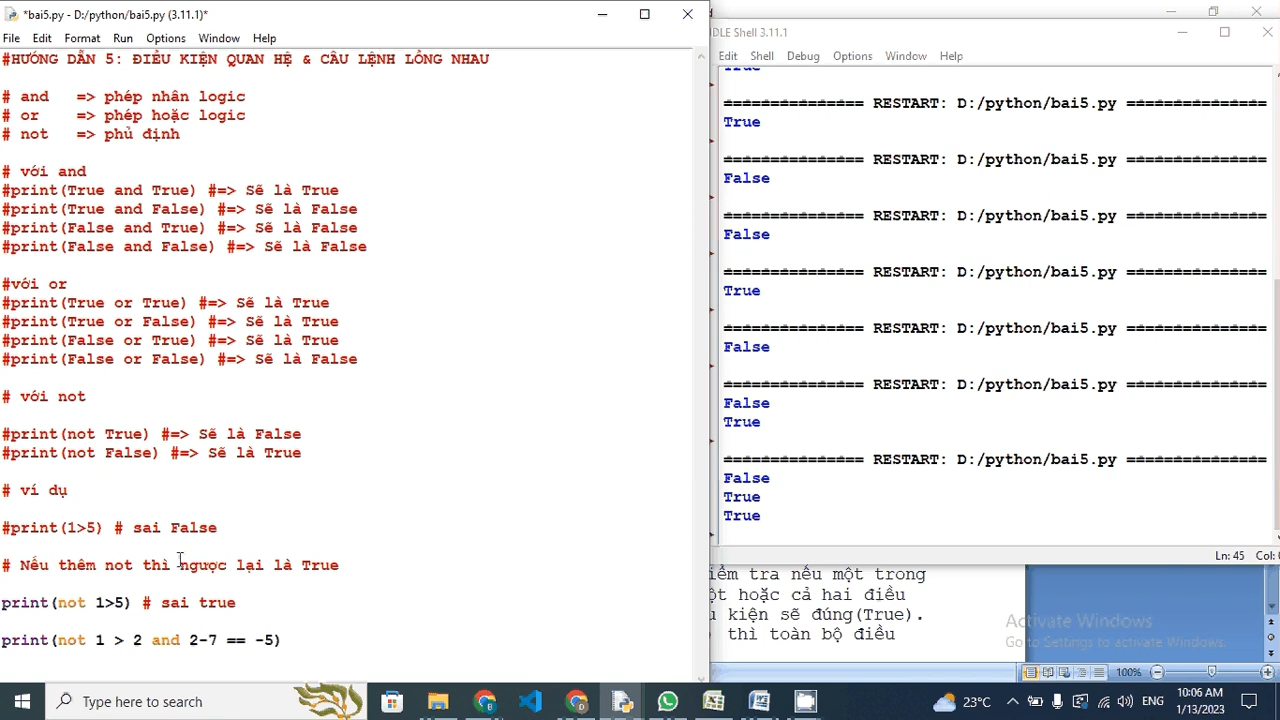 *bai5.py - D:/python/bai5.py (3.11.1)*
File Edit Format Run Options Window Help
#HƯỚNG DẪN 5: ĐIỀU KIỆN QUAN HỆ & CÂU LỆNH LỒNG NHAU
# and => phép nhân logic
# or => phép hoặc logic
# not => phủ định
# với and
#print(True and True) #=> Sẽ là True
#print(True and False) #=> Sẽ là False
#print(False and True) #=> Sẽ là False
#print(False and False) #=> Sẽ là False
#với or
#print(True or True) #=> Sẽ là True
#print(True or False) #=> Sẽ là True
#print(False or True) #=> Sẽ là True
#print(False or False) #=> Sẽ là False
# với not
#print(not True) #=> Sẽ là False
#print(not False) #=> Sẽ là True
# ví dụ
#print(1>5) # sai False
# Nếu thêm not thì ngược lại là True
print(not 1>5) # sai true
print(not 1 > 2 and 2-7 == -5)
DLE Shell 3.11.1
Edit Shell Debug Options Window Help
True
=============== RESTART: D:/python/bai5.py ===============
True
=============== RESTART: D:/python/bai5.py ===============
False
=============== RESTART: D:/python/bai5.py ===============
False
=============== RESTART: D:/python/bai5.py ===============
True
=============== RESTART: D:/python/bai5.py ===============
False
=============== RESTART: D:/python/bai5.py ===============
False
True
=============== RESTART: D:/python/bai5.py ===============
False
True
True
Ln: 45 Col:
iểm tra nếu một trong
ột hoặc cả hai điều
u kiện sẽ đúng(True).
thì toàn bộ điều
Activate Windows
Go to Settings to activate Windows.
100%
Type here to search
23°C
ENG
10:06 AM
1/13/2023